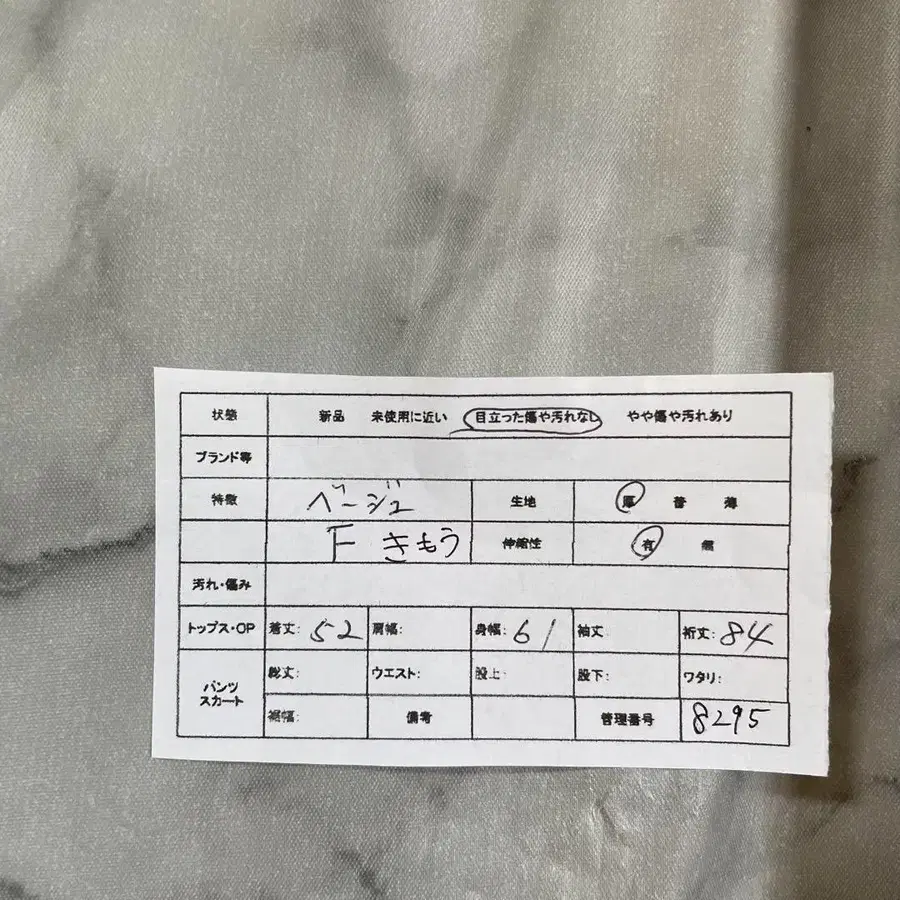 状態 新品 未使用に近い 目立った傷や汚れなし やや傷や汚れあり
ブランド等
特徴 ベージュ 生地 厚 普 薄
F きもう 伸縮性 有 無
汚れ・傷み
トップス・OP 着丈: 52 肩幅: 身幅: 61 袖丈 裄丈: 84
パンツ スカート 総丈: ウエスト: 股上: 股下: ワタリ:
裾幅: 備考 管理番号 8295